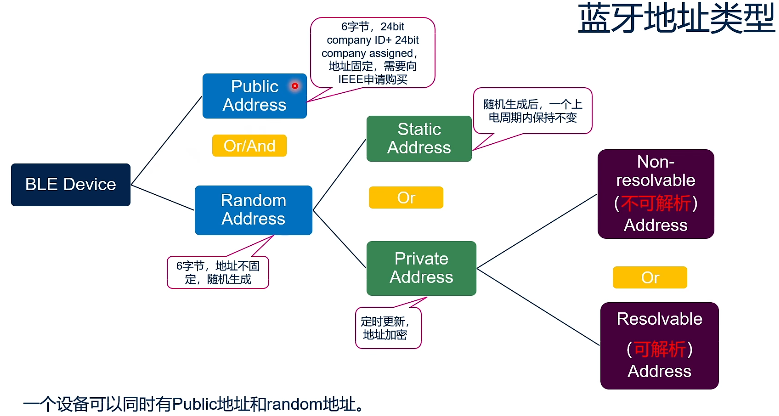 蓝牙地址类型
6字节，24bit
company ID+ 24bit
company assigned，
地址固定，需要向
IEEE申请购买
Public
Address
随机生成后，一个上
电周期内保持不变
Static
Address
Or/And
Non-
resolvable
（不可解析）
Address
BLE Device
Random
Address
Or
6字节，地址不固
定，随机生成
Private
Address
Or
定时更新，
地址加密
Resolvable
（可解析）
Address
一个设备可以同时有Public地址和random地址。